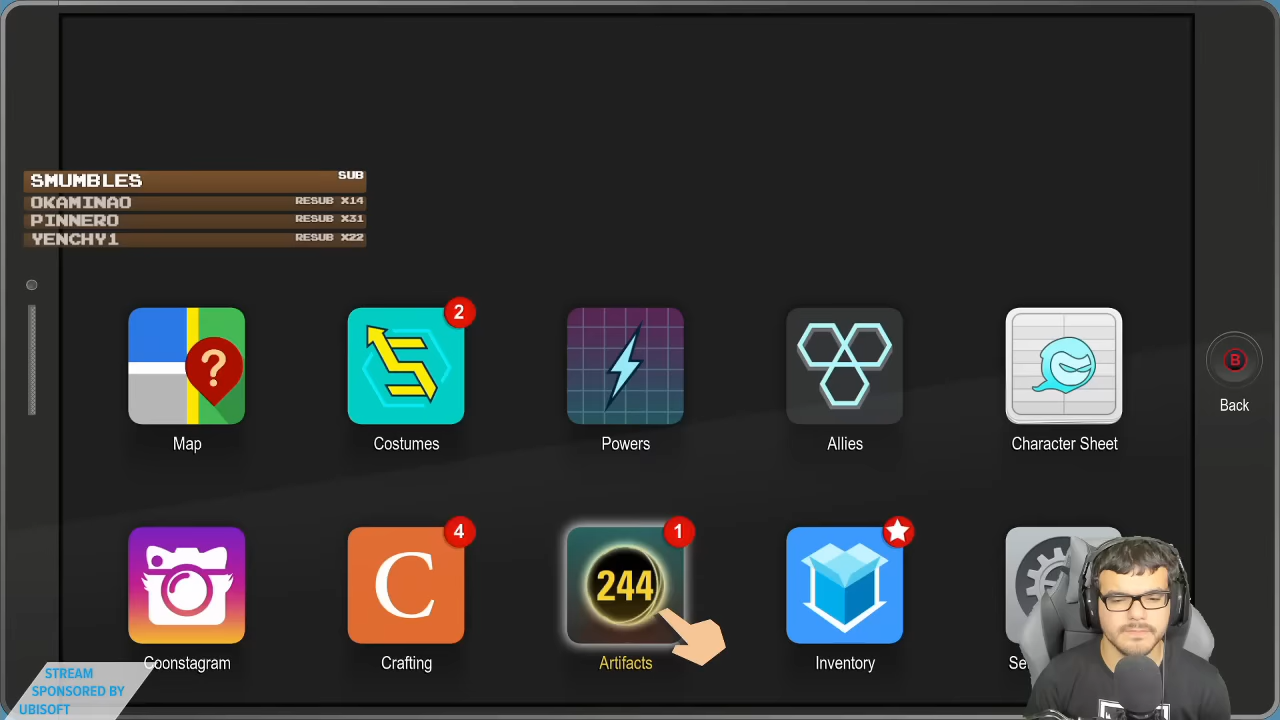 SMUMBLES SUB
OKAMINAO RESUB X14
PINNERO RESUB X31
YENCHY1 RESUB X22
?
2
Map
Costumes
Powers
Allies
Character Sheet
B
Back
4
C
244
1
Coonstagram
Crafting
Artifacts
Inventory
Se
STREAM
SPONSORED BY
UBISOFT